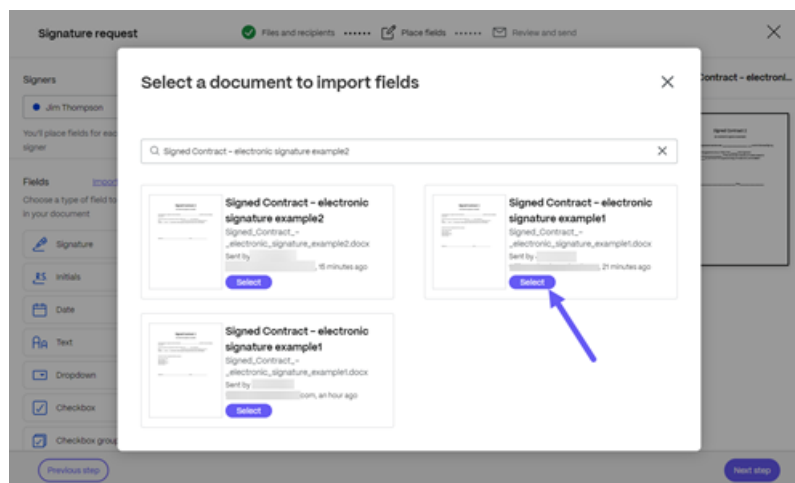 Signature request
Files and recipients
Place fields
Review and send
Signers
Jim Thompson
You'll place fields for eac
signer
Fields
Import
Choose a type of field to
in your document
Signature
Initials
Date
Text
Dropdown
Checkbox
Checkbox group
Previous step
Next step
Contract - electroni...
Select a document to import fields
Signed Contract - electronic signature example2
Signed Contract - electronic
signature example2
Signed_Contract_-
_electronic_signature_example2.docx
Sent by
, 15 minutes ago
Select
Signed Contract - electronic
signature example1
Signed_Contract_-
_electronic_signature_example1.docx
Sent by
, 21 minutes ago
Select
Signed Contract - electronic
signature example1
Signed_Contract_-
_electronic_signature_example1.docx
Sent by
com, an hour ago
Select